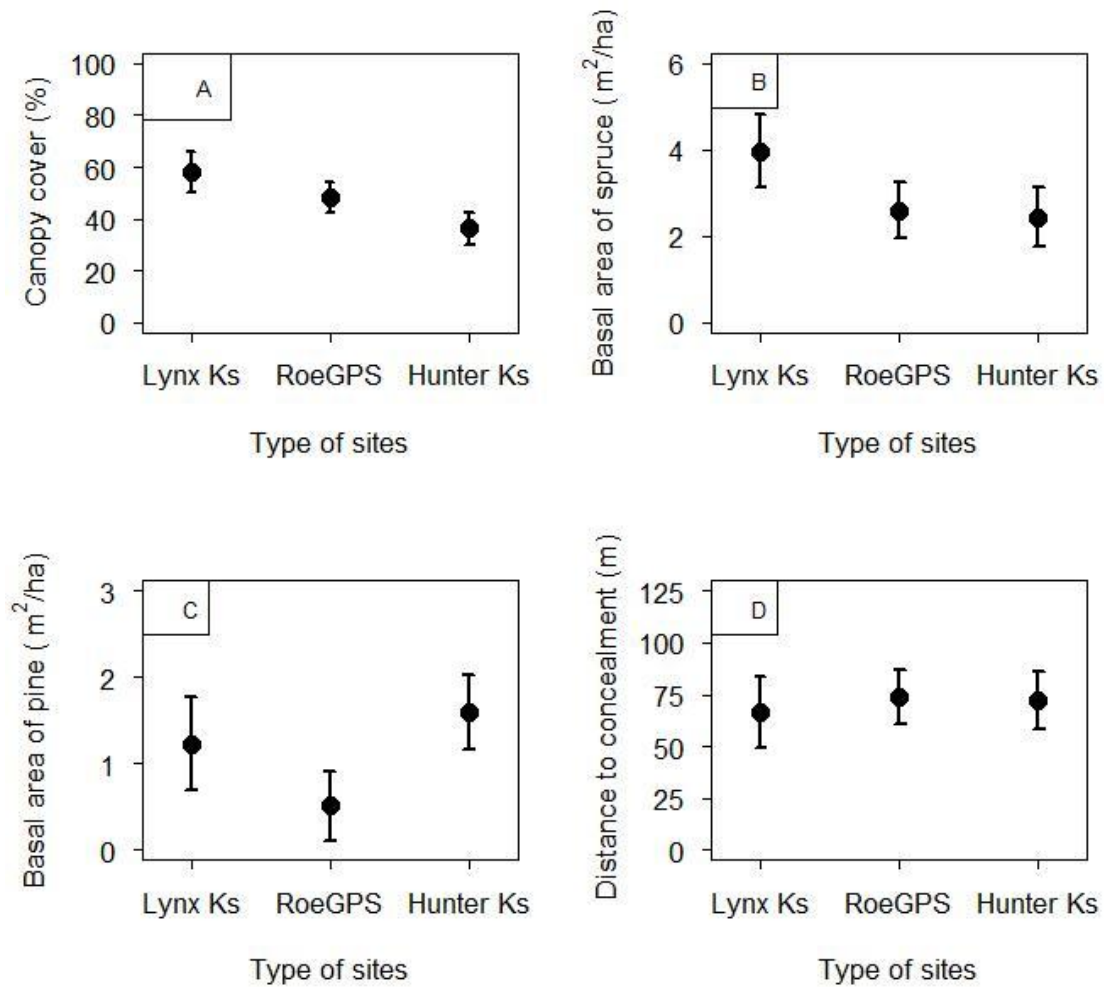 A
Canopy cover (%)
100
80
60
40
20
0
Lynx Ks RoeGPS Hunter Ks
Type of sites
B
Basal area of spruce (m²/ha)
6
4
2
0
Lynx Ks RoeGPS Hunter Ks
Type of sites
C
Basal area of pine (m²/ha)
3
2
1
0
Lynx Ks RoeGPS Hunter Ks
Type of sites
D
Distance to concealment (m)
125
100
75
50
25
0
Lynx Ks RoeGPS Hunter Ks
Type of sites